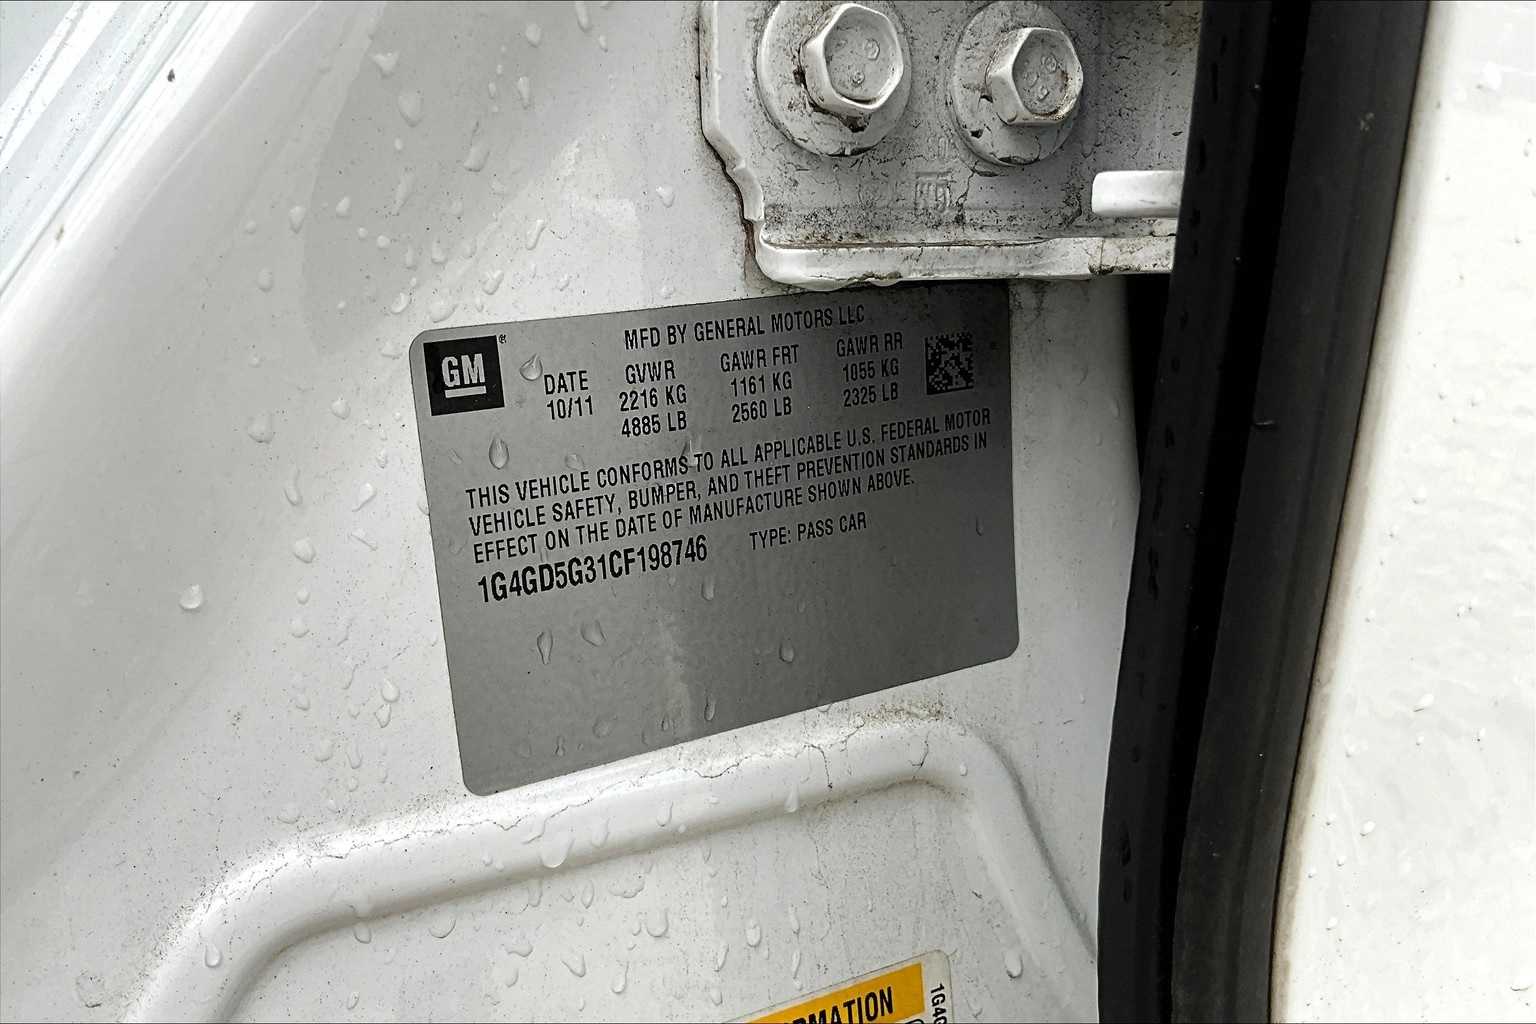 GM
MFD BY GENERAL MOTORS LLC
DATE GVWR GAWR FRT GAWR RR
10/11 2216 KG 1161 KG 1055 KG
4885 LB 2560 LB 2325 LB
THIS VEHICLE CONFORMS TO ALL APPLICABLE U.S. FEDERAL MOTOR
VEHICLE SAFETY, BUMPER, AND THEFT PREVENTION STANDARDS IN
EFFECT ON THE DATE OF MANUFACTURE SHOWN ABOVE.
1G4GD5G31CF198746 TYPE: PASS CAR